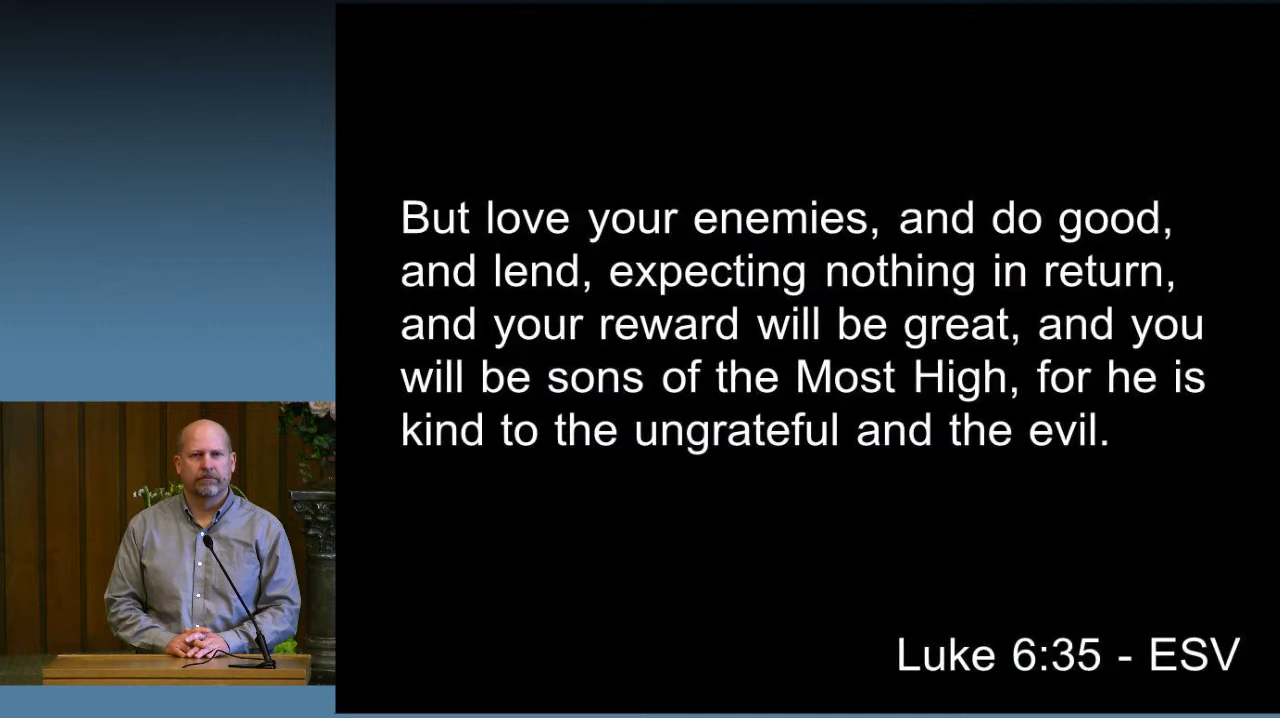 But love your enemies, and do good,
and lend, expecting nothing in return,
and your reward will be great, and you
will be sons of the Most High, for he is
kind to the ungrateful and the evil.
Luke 6:35 - ESV